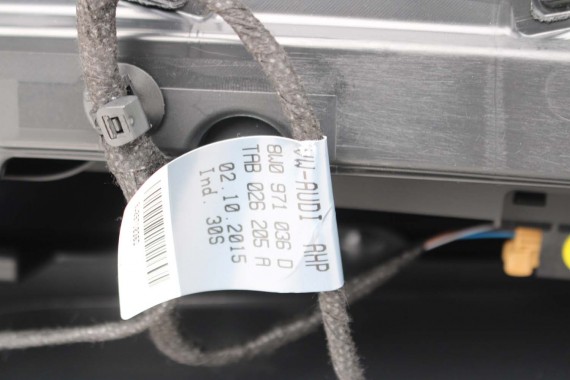 VW-AUDI AHP
8W0 971 036 D
TAB 026 205 A
02.10.2015
Ind. 30S